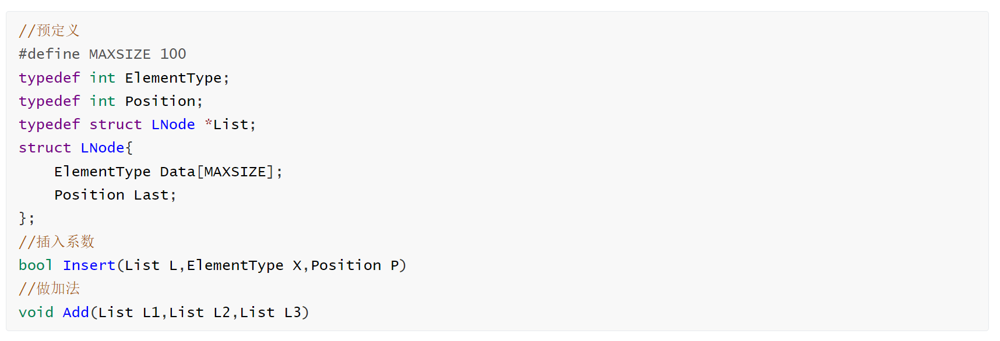 //预定义
#define MAXSIZE 100
typedef int ElementType;
typedef int Position;
typedef struct LNode *List;
struct LNode{
    ElementType Data[MAXSIZE];
    Position Last;
};
//插入系数
bool Insert(List L,ElementType X,Position P)
//做加法
void Add(List L1,List L2,List L3)